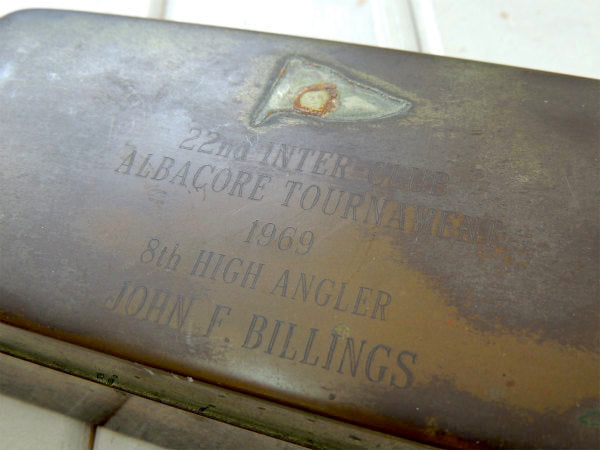 22nd INTER-CLUB
ALBACORE TOURNAMENT
1969
8th HIGH ANGLER
JOHN F. BILLINGS